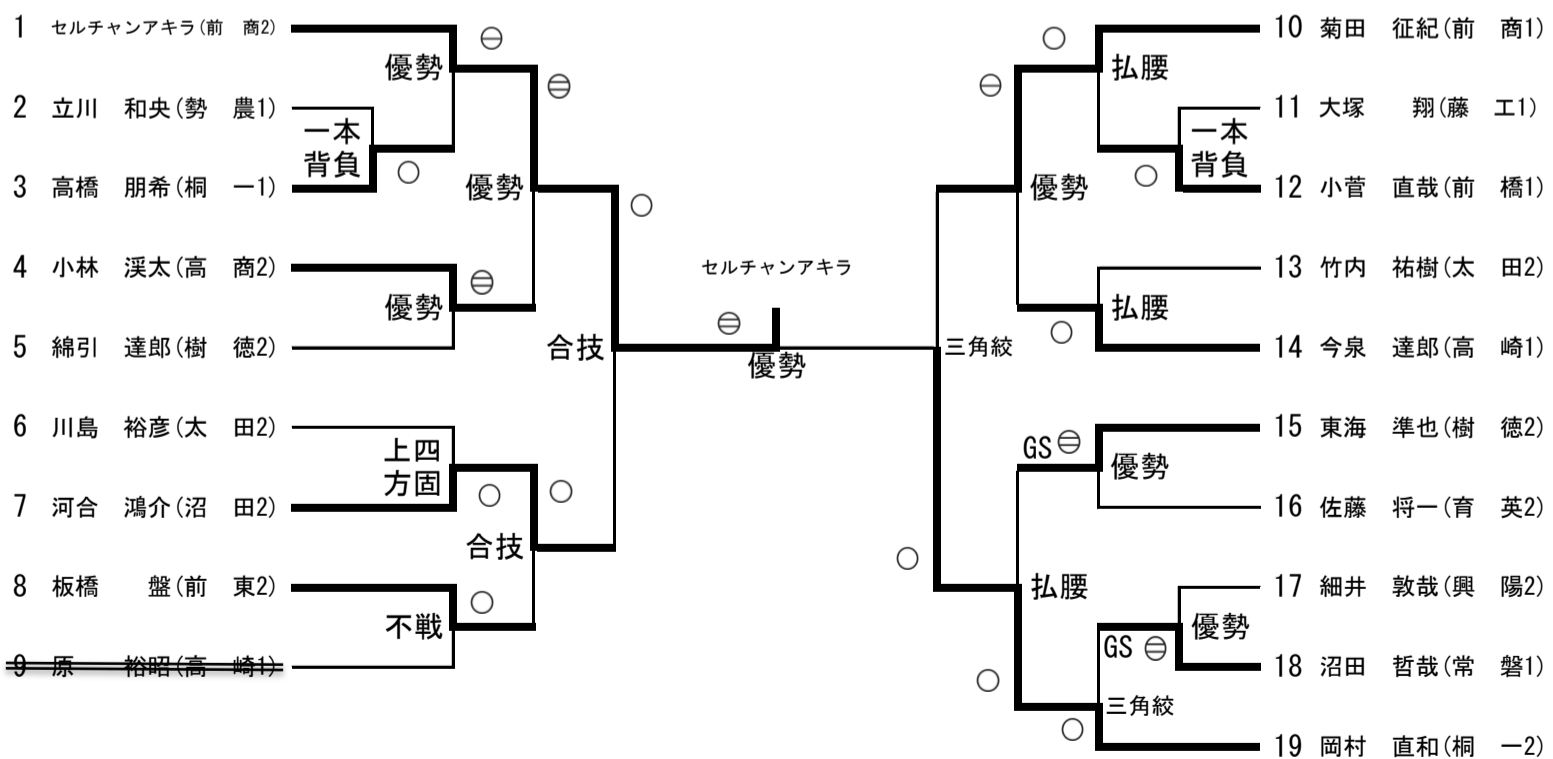 1 セルチャンアキラ(前 商2)
優勢
2 立川 和央(勢 農1)
一本
背負
3 高橋 朋希(桐 一1)
優勢
4 小林 渓太(高 商2)
優勢
5 綿引 達郎(樹 徳2)
合技
6 川島 裕彦(太 田2)
上四
方固
7 河合 鴻介(沼 田2)
合技
8 板橋 盤(前 東2)
不戦
9 原 裕昭(高 崎1)
セルチャンアキラ
優勢
10 菊田 征紀(前 商1)
払腰
11 大塚 翔(藤 工1)
一本
背負
12 小菅 直哉(前 橋1)
優勢
13 竹内 祐樹(太 田2)
払腰
14 今泉 達郎(高 崎1)
三角絞
15 東海 準也(樹 徳2)
GS
優勢
16 佐藤 将一(育 英2)
払腰
17 細井 敦哉(興 陽2)
優勢
GS
18 沼田 哲哉(常 磐1)
三角絞
19 岡村 直和(桐 一2)